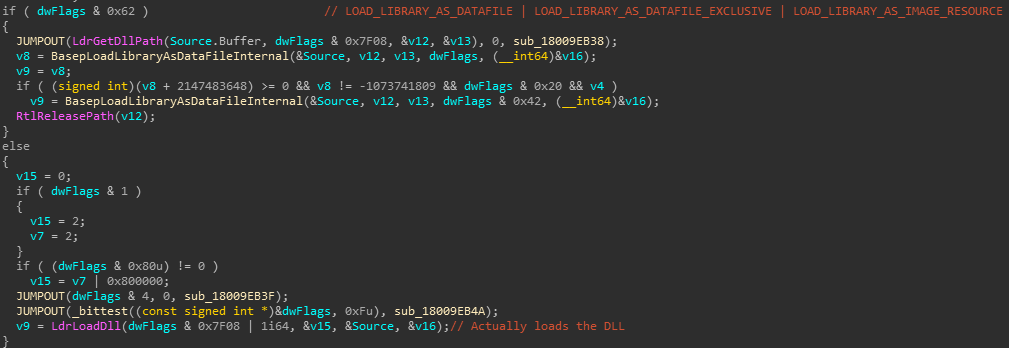 if ( dwFlags & 0x62 ) // LOAD_LIBRARY_AS_DATAFILE | LOAD_LIBRARY_AS_DATAFILE_EXCLUSIVE | LOAD_LIBRARY_AS_IMAGE_RESOURCE
{
JUMPOUT(LdrGetDllPath(Source.Buffer, dwFlags & 0x7F08, &v12, &v13), 0, sub_18009EB38);
v8 = BasepLoadLibraryAsDataFileInternal(&Source, v12, v13, dwFlags, (__int64)&v16);
v9 = v8;
if ( (signed int)(v8 + 2147483648) >= 0 && v8 != -1073741809 && dwFlags & 0x20 && v4 )
v9 = BasepLoadLibraryAsDataFileInternal(&Source, v12, v13, dwFlags & 0x42, (__int64)&v16);
RtlReleasePath(v12);
}
else
{
v15 = 0;
if ( dwFlags & 1 )
{
v15 = 2;
v7 = 2;
}
if ( (dwFlags & 0x80u) != 0 )
v15 = v7 | 0x800000;
JUMPOUT(dwFlags & 4, 0, sub_18009EB3F);
JUMPOUT(_bittest((const signed int *)&dwFlags, 0xFu), sub_18009EB4A);
v9 = LdrLoadDll(dwFlags & 0x7F08 | 1i64, &v15, &Source, &v16);// Actually loads the DLL
}